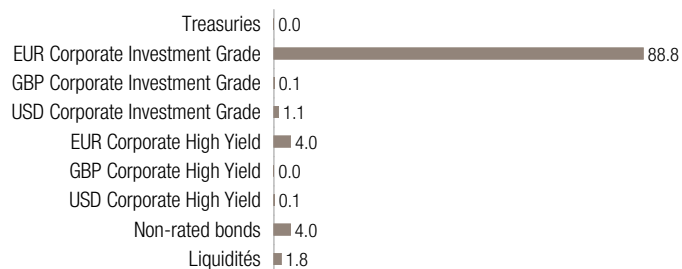 Treasuries 0.0
EUR Corporate Investment Grade 88.8
GBP Corporate Investment Grade 0.1
USD Corporate Investment Grade 1.1
EUR Corporate High Yield 4.0
GBP Corporate High Yield 0.0
USD Corporate High Yield 0.1
Non-rated bonds 4.0
Liquidités 1.8